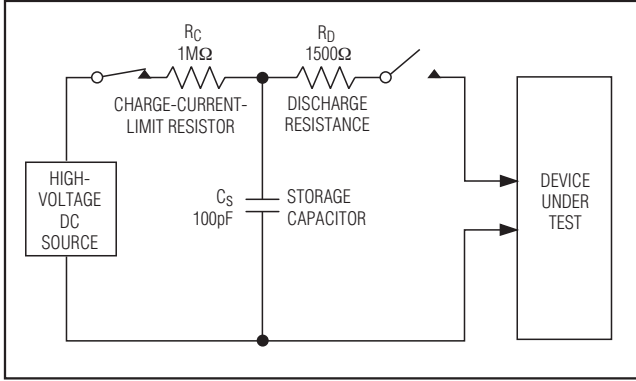 RC
1MΩ
CHARGE-CURRENT-
LIMIT RESISTOR
RD
1500Ω
DISCHARGE
RESISTANCE
HIGH-
VOLTAGE
DC
SOURCE
CS
100pF
STORAGE
CAPACITOR
DEVICE
UNDER
TEST